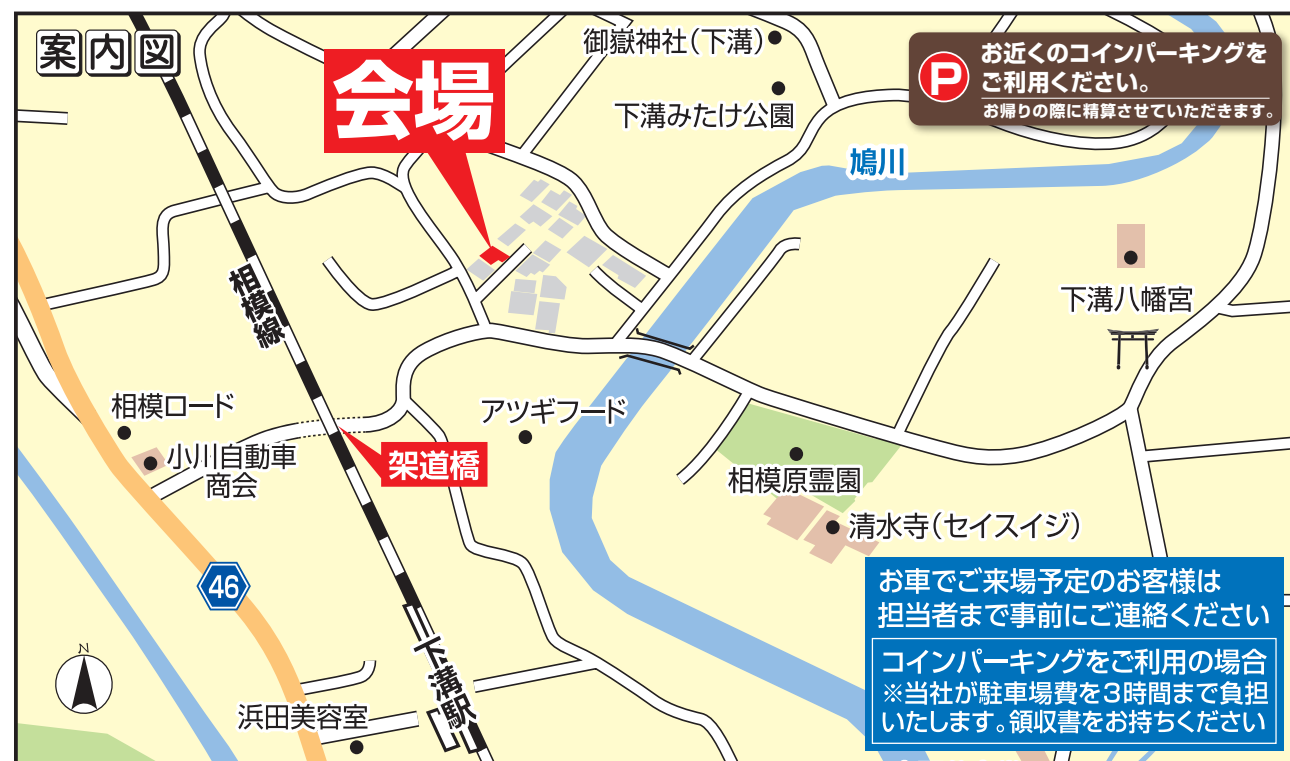 案内図
会場
御嶽神社(下溝)
下溝みたけ公園
P
お近くのコインパーキングを
ご利用ください。
お帰りの際に精算させていただきます。
鳩川
下溝八幡宮
相模線
相模ロード
小川自動車
商会
架道橋
アツギフード
相模原霊園
清水寺(セイスイジ)
46
N
下溝駅
浜田美容室
お車でご来場予定のお客様は
担当者まで事前にご連絡ください
コインパーキングをご利用の場合
※当社が駐車場費を3時間まで負担
いたします。領収書をお持ちください